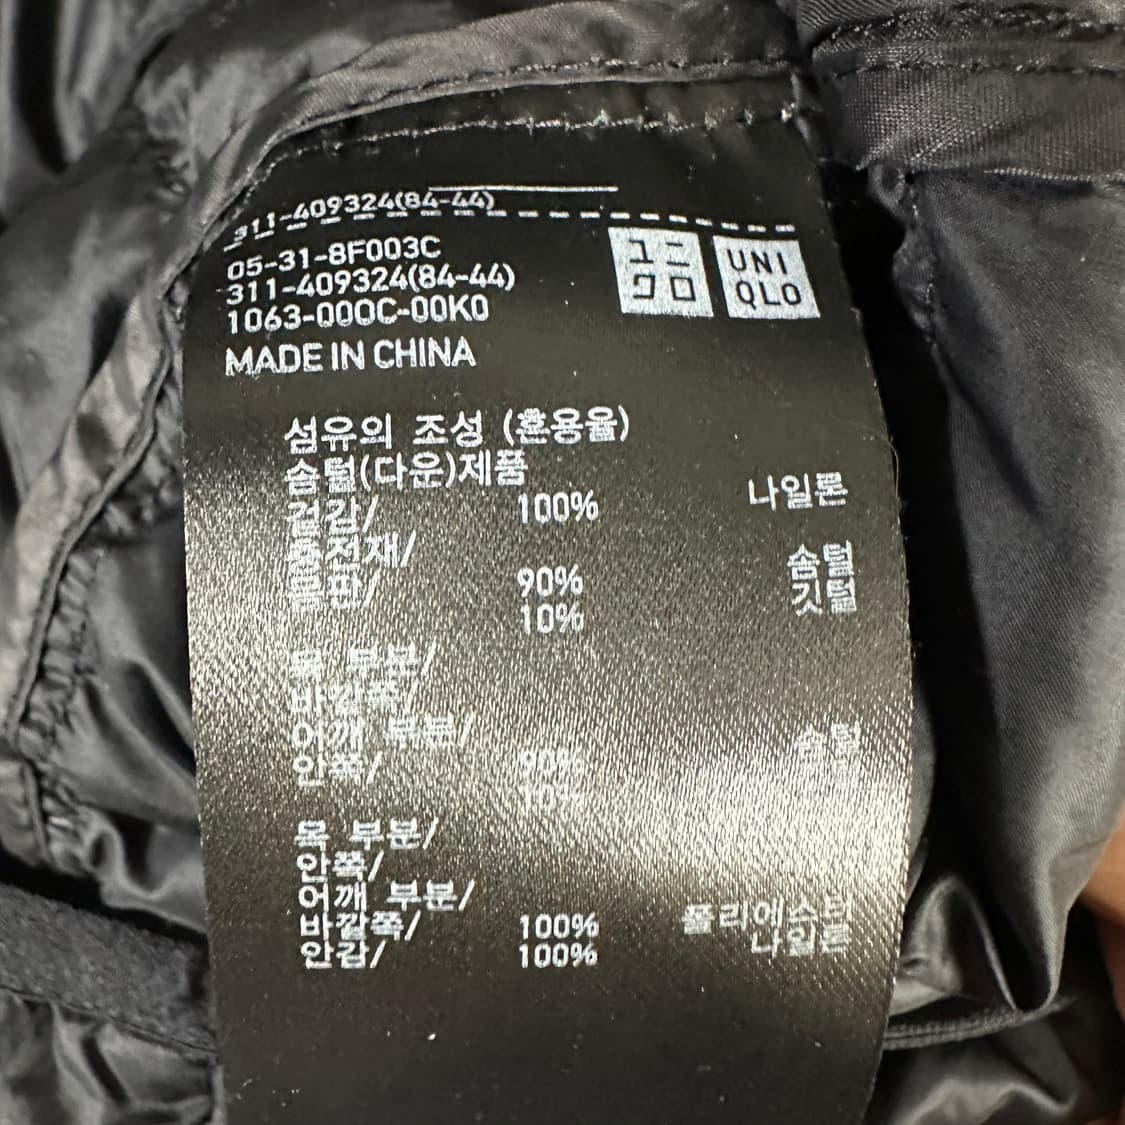 311-409324(84-44)
05-31-8F003C
311-409324(84-44)
1063-000C-00K0
MADE IN CHINA
ユニ
クロ
UNI
QLO
섬유의 조성 (혼용율)
솜털(다운)제품
겉감/ 100% 나일론
충전재/
몸판/ 90% 솜털
10% 깃털
목 부분/
바깥쪽/
어깨 부분/
안쪽/ 90% 솜털
10%
목 부분/
안쪽/
어깨 부분/
바깥쪽/ 100% 폴리에스터
안감/ 100% 나일론